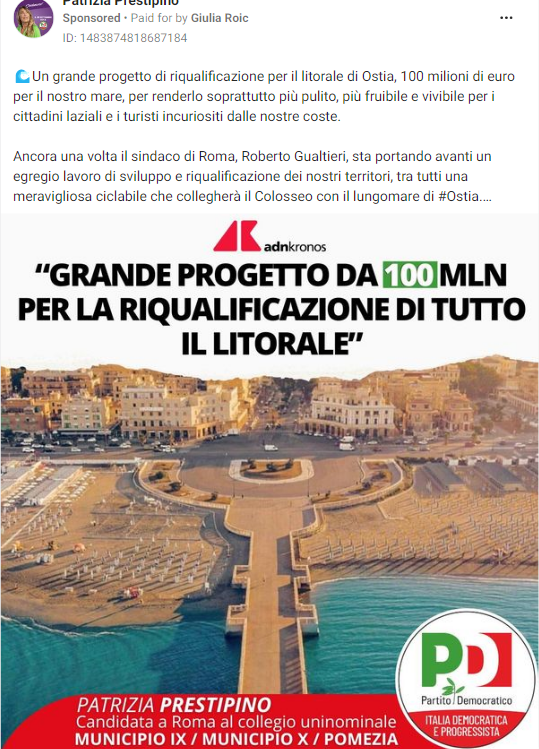 Patrizia Prestipino
Sponsored • Paid for by Giulia Roic
ID: 1483874818687184
Un grande progetto di riqualificazione per il litorale di Ostia, 100 milioni di euro
per il nostro mare, per renderlo soprattutto più pulito, più fruibile e vivibile per i
cittadini laziali e i turisti incuriositi dalle nostre coste.
Ancora una volta il sindaco di Roma, Roberto Gualtieri, sta portando avanti un
egregio lavoro di sviluppo e riqualificazione dei nostri territori, tra tutti una
meravigliosa ciclabile che collegherà il Colosseo con il lungomare di #Ostia....
adnkronos
“GRANDE PROGETTO DA 100 MLN
PER LA RIQUALIFICAZIONE DI TUTTO
IL LITORALE”
PD
Partito Democratico
ITALIA DEMOCRATICA
E PROGRESSISTA
PATRIZIA PRESTIPINO
Candidata a Roma al collegio uninominale
MUNICIPIO IX / MUNICIPIO X / POMEZIA